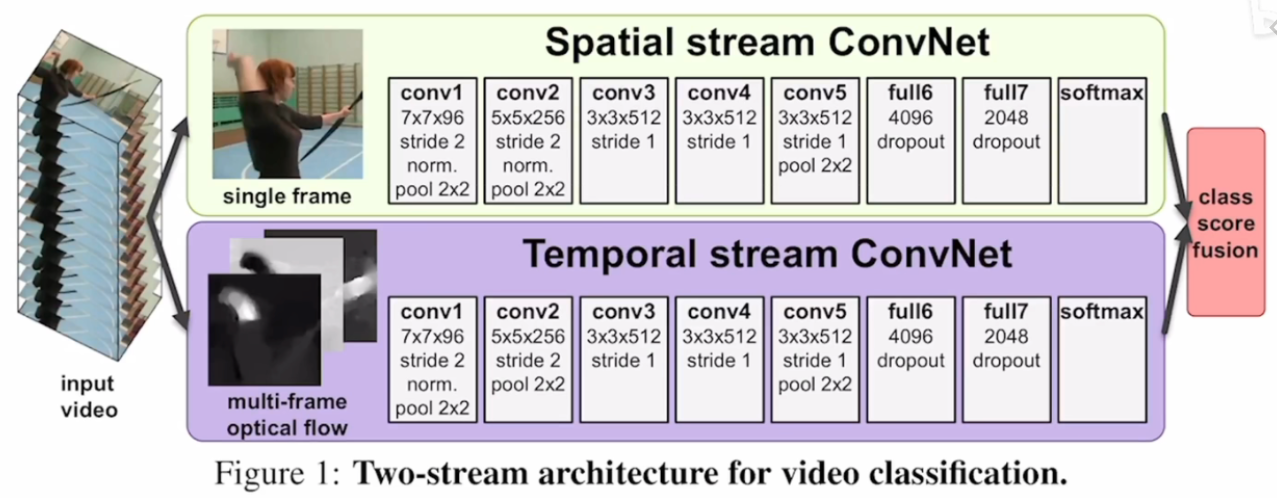 Spatial stream ConvNet
single frame
conv1
7x7x96
stride 2
norm.
pool 2x2
conv2
5x5x256
stride 2
norm.
pool 2x2
conv3
3x3x512
stride 1
conv4
3x3x512
stride 1
conv5
3x3x512
stride 1
pool 2x2
full6
4096
dropout
full7
2048
dropout
softmax
input
video
Temporal stream ConvNet
multi-frame
optical flow
conv1
7x7x96
stride 2
norm.
pool 2x2
conv2
5x5x256
stride 2
pool 2x2
conv3
3x3x512
stride 1
conv4
3x3x512
stride 1
conv5
3x3x512
stride 1
pool 2x2
full6
4096
dropout
full7
2048
dropout
softmax
class
score
fusion
Figure 1: Two-stream architecture for video classification.